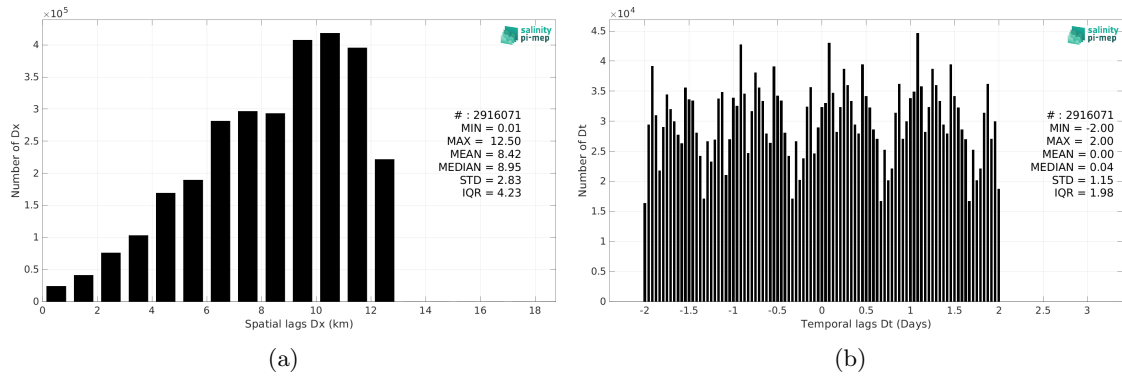 ×10⁵
4
3.5
3
2.5
2
1.5
1
0.5
0
Number of Dx
0 2 4 6 8 10 12 14 16 18
Spatial lags Dx (km)
salinity
pi-mep
# : 2916071
MIN = 0.01
MAX = 12.50
MEAN = 8.42
MEDIAN = 8.95
STD = 2.83
IQR = 4.23
(a)
×10⁴
4.5
4
3.5
3
2.5
2
1.5
1
0.5
0
Number of Dt
-2 -1.5 -1 -0.5 0 0.5 1 1.5 2 2.5 3
Temporal lags Dt (Days)
salinity
pi-mep
# : 2916071
MIN = -2.00
MAX = 2.00
MEAN = 0.00
MEDIAN = 0.04
STD = 1.15
IQR = 1.98
(b)